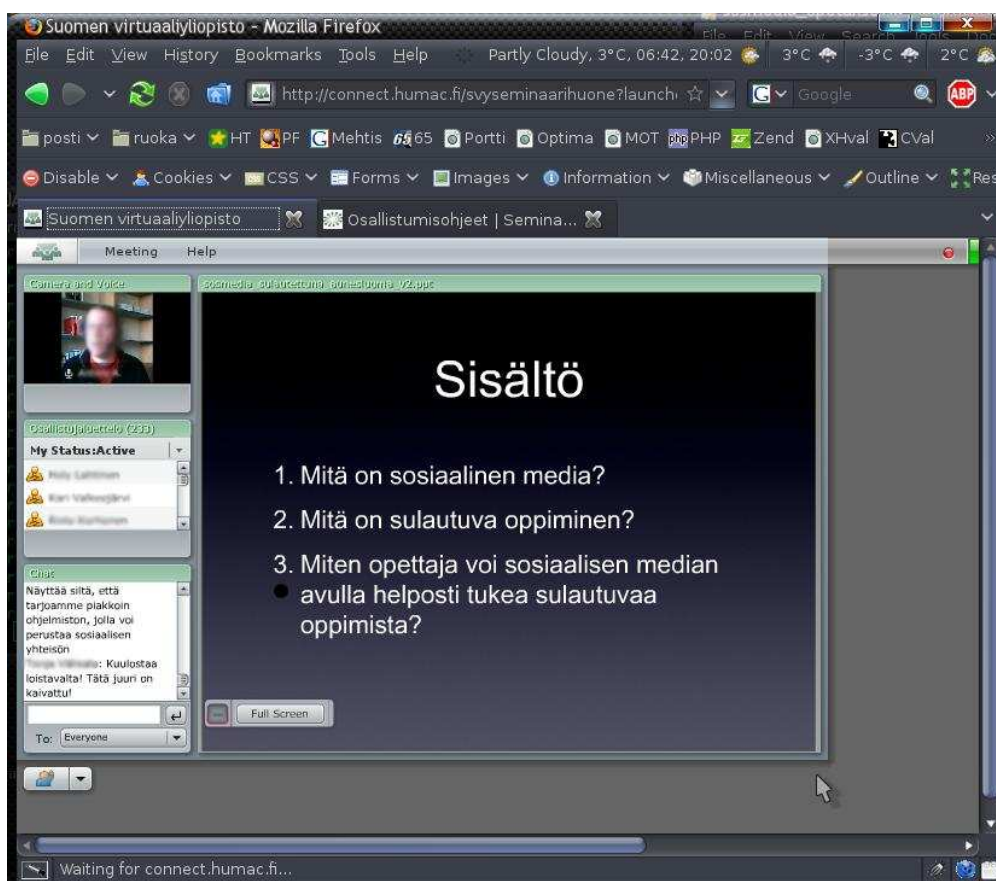 Suomen virtuaaliyliopisto - Mozilla Firefox
File Edit View History Bookmarks Tools Help Partly Cloudy, 3°C, 06:42, 20:02 3°C -3°C 2°C
http://connect.humac.fi/svyseminaarihuone?launch Google ABP
posti ruoka HT PF Mehtis 65 Portti Optima MOT PHP Zend XHval CVal
Disable Cookies CSS Forms Images Information Miscellaneous Outline Res
Suomen virtuaaliyliopisto Osallistumisohjeet | Semina...
Meeting Help
Camera and Voice
sosmedia_sulautettuna_aunesluoma_v2.ppt
Sisältö
1. Mitä on sosiaalinen media?
2. Mitä on sulautuva oppiminen?
3. Miten opettaja voi sosiaalisen median
avulla helposti tukea sulautuvaa
oppimista?
Full Screen
Osallistujaluettelo (233)
My Status:Active
Chat
Näyttää siltä, että
tarjoamme piakkoin
ohjelmiston, jolla voi
perustaa sosiaalisen
yhteisön
: Kuulostaa
loistavalta! Tätä juuri on
kaivattu!
To: Everyone
Waiting for connect.humac.fi...